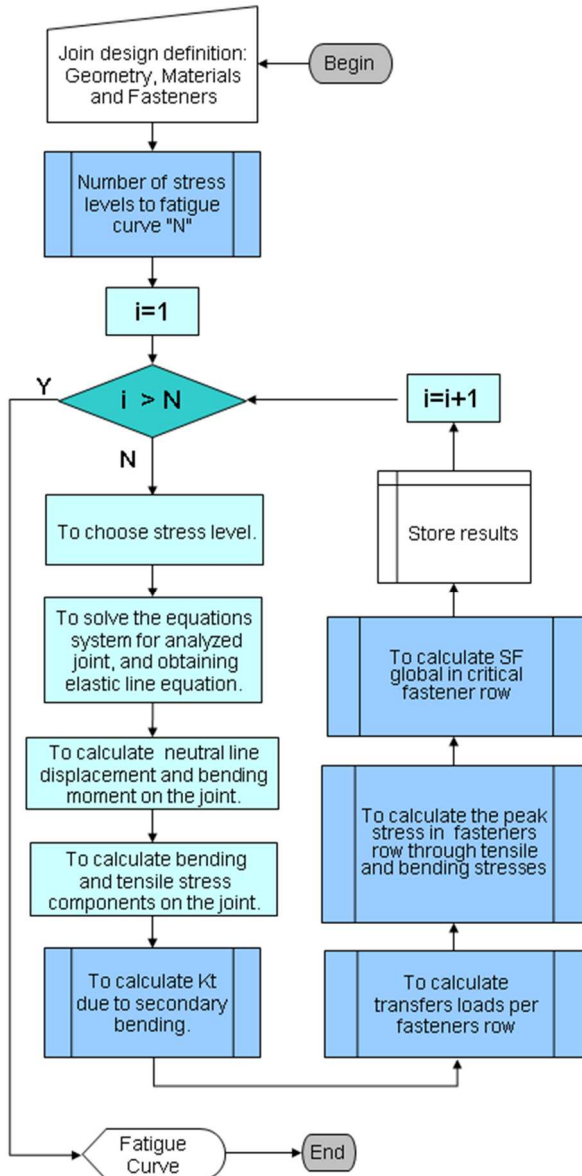 Join design definition:
Geometry, Materials
and Fasteners
Begin
Number of stress
levels to fatigue
curve "N"
i=1
i > N
Y
N
i=i+1
To choose stress level.
To solve the equations
system for analyzed
joint, and obtaining
elastic line equation.
To calculate neutral line
displacement and bending
moment on the joint.
To calculate bending
and tensile stress
components on the joint.
To calculate Kt
due to secondary
bending.
To calculate
transfers loads per
fasteners row
To calculate the peak
stress in fasteners
row through tensile
and bending stresses
To calculate SF
global in critical
fastener row
Store results
Fatigue
Curve
End